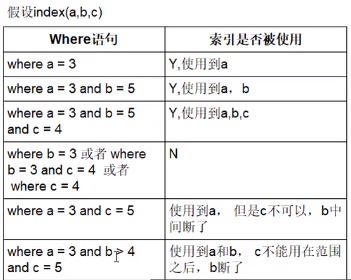 假设index(a,b,c)
Where语句 索引是否被使用
where a = 3 Y,使用到a
where a = 3 and b = 5 Y,使用到a，b
where a = 3 and b = 5 Y,使用到a,b,c
and c = 4
where b = 3 或者 where N
b = 3 and c = 4 或者
where c = 4
where a = 3 and c = 5 使用到a， 但是c不可以，b中
间断了
where a = 3 and b > 4 使用到a和b， c不能用在范围
and c = 5 之后，b断了